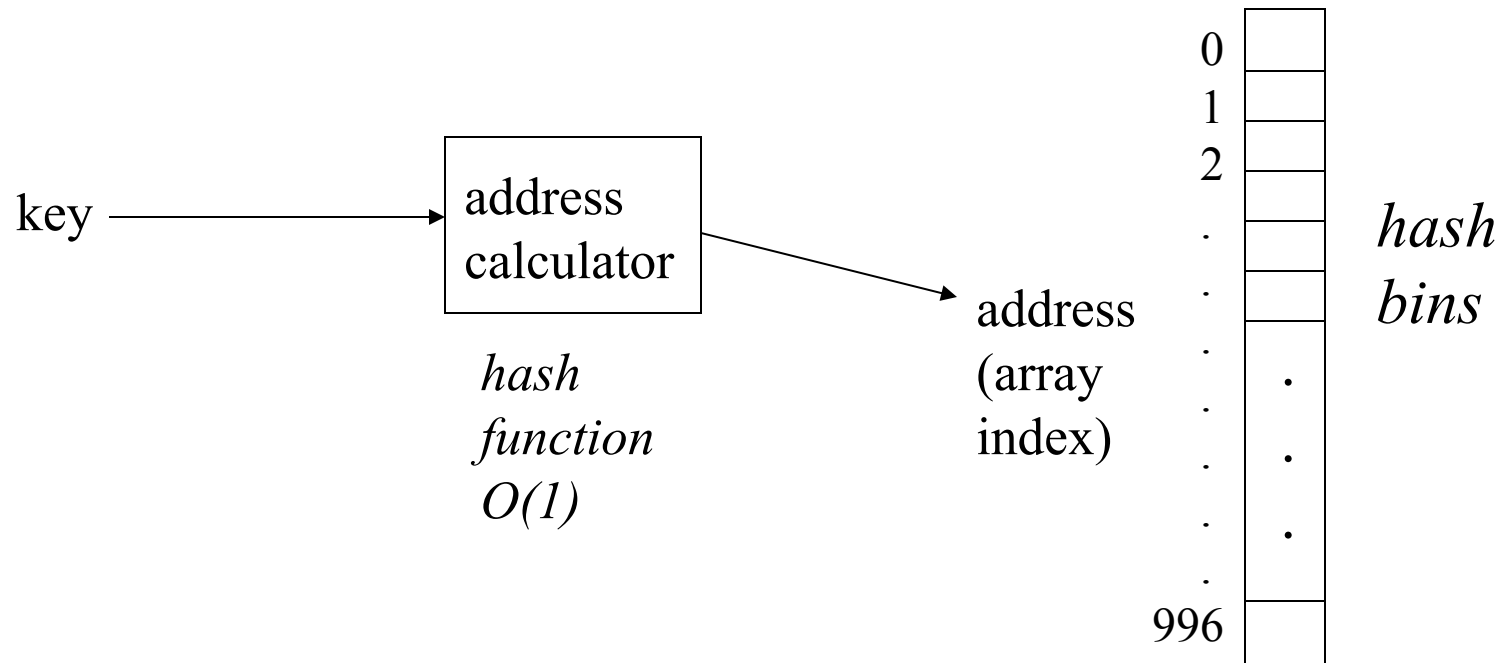 key
address
calculator
hash
function
O(1)
address
(array
index)
0
1
2
.
.
.
.
.
.
.
996
.
.
.
hash
bins